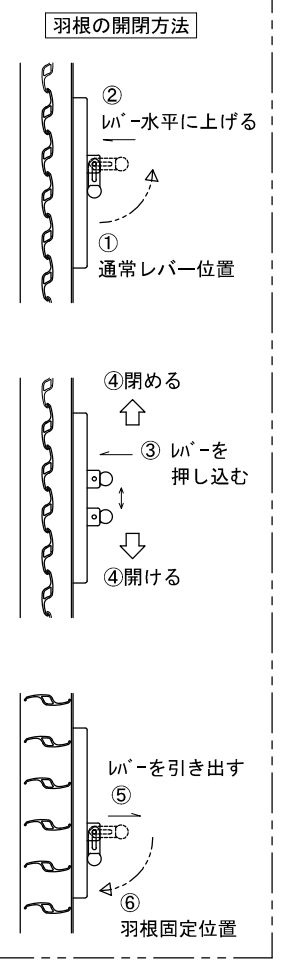 羽根の開閉方法
②
ﾚﾊﾞｰ水平に上げる
①
通常レバー位置
④閉める
③ ﾚﾊﾞｰを
押し込む
④開ける
ﾚﾊﾞｰを引き出す
⑤
⑥
羽根固定位置